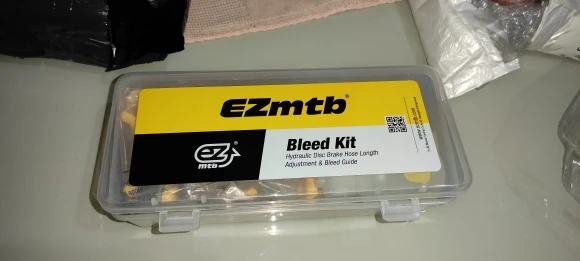 EZmtb
ez
mtb
Bleed Kit
Hydraulic Disc Brake Hose Length
Adjustment & Bleed Guide